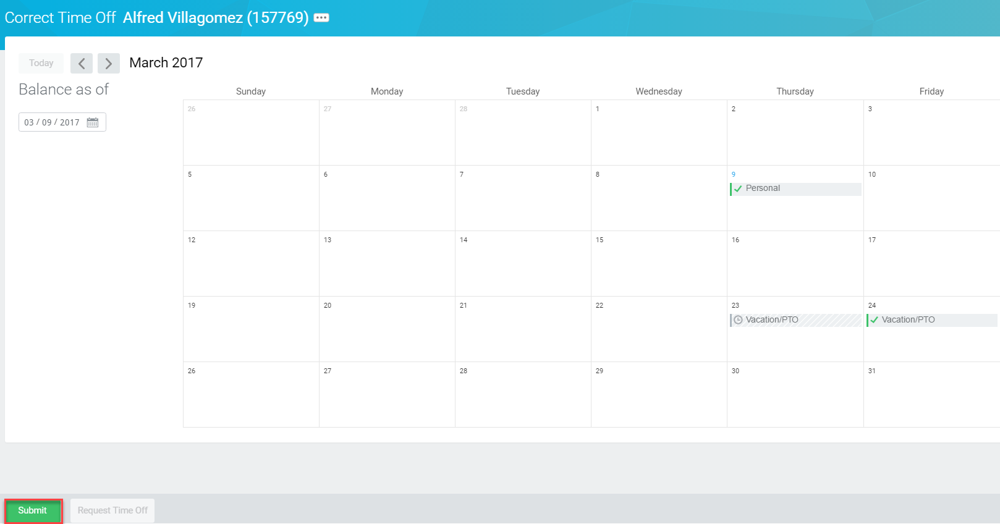 Correct Time Off Alfred Villagomez (157769)
Today March 2017
Balance as of
03 / 09 / 2017
Sunday Monday Tuesday Wednesday Thursday Friday
26 27 28 1 2 3
5 6 7 8 9 10
Personal
12 13 14 15 16 17
19 20 21 22 23 24
Vacation/PTO Vacation/PTO
26 27 28 29 30 31
Submit Request Time Off